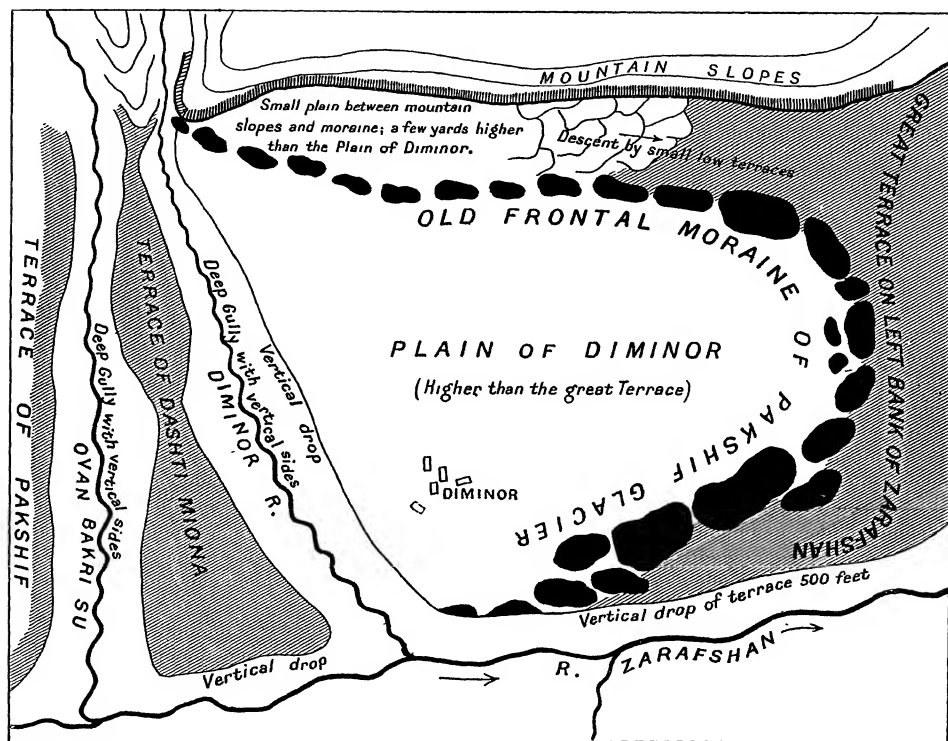 MOUNTAIN SLOPES
Small plain between mountain
slopes and moraine; a few yards higher
than the Plain of Diminor.
Descent by small low terraces
GREAT TERRACE ON LEFT BANK OF ZARAFSHAN
OLD FRONTAL MORAINE OF PAKSHIF GLACIER
TERRACE OF PAKSHIF
Deep Gully with vertical sides
OVAN BAKRI SU
TERRACE OF DASHTI MIONA
Deep Gully with vertical sides
DIMINOR R.
Vertical drop
PLAIN OF DIMINOR
(Higher than the great Terrace)
DIMINOR
Vertical drop of terrace 500 feet
Vertical drop
R. ZARAFSHAN